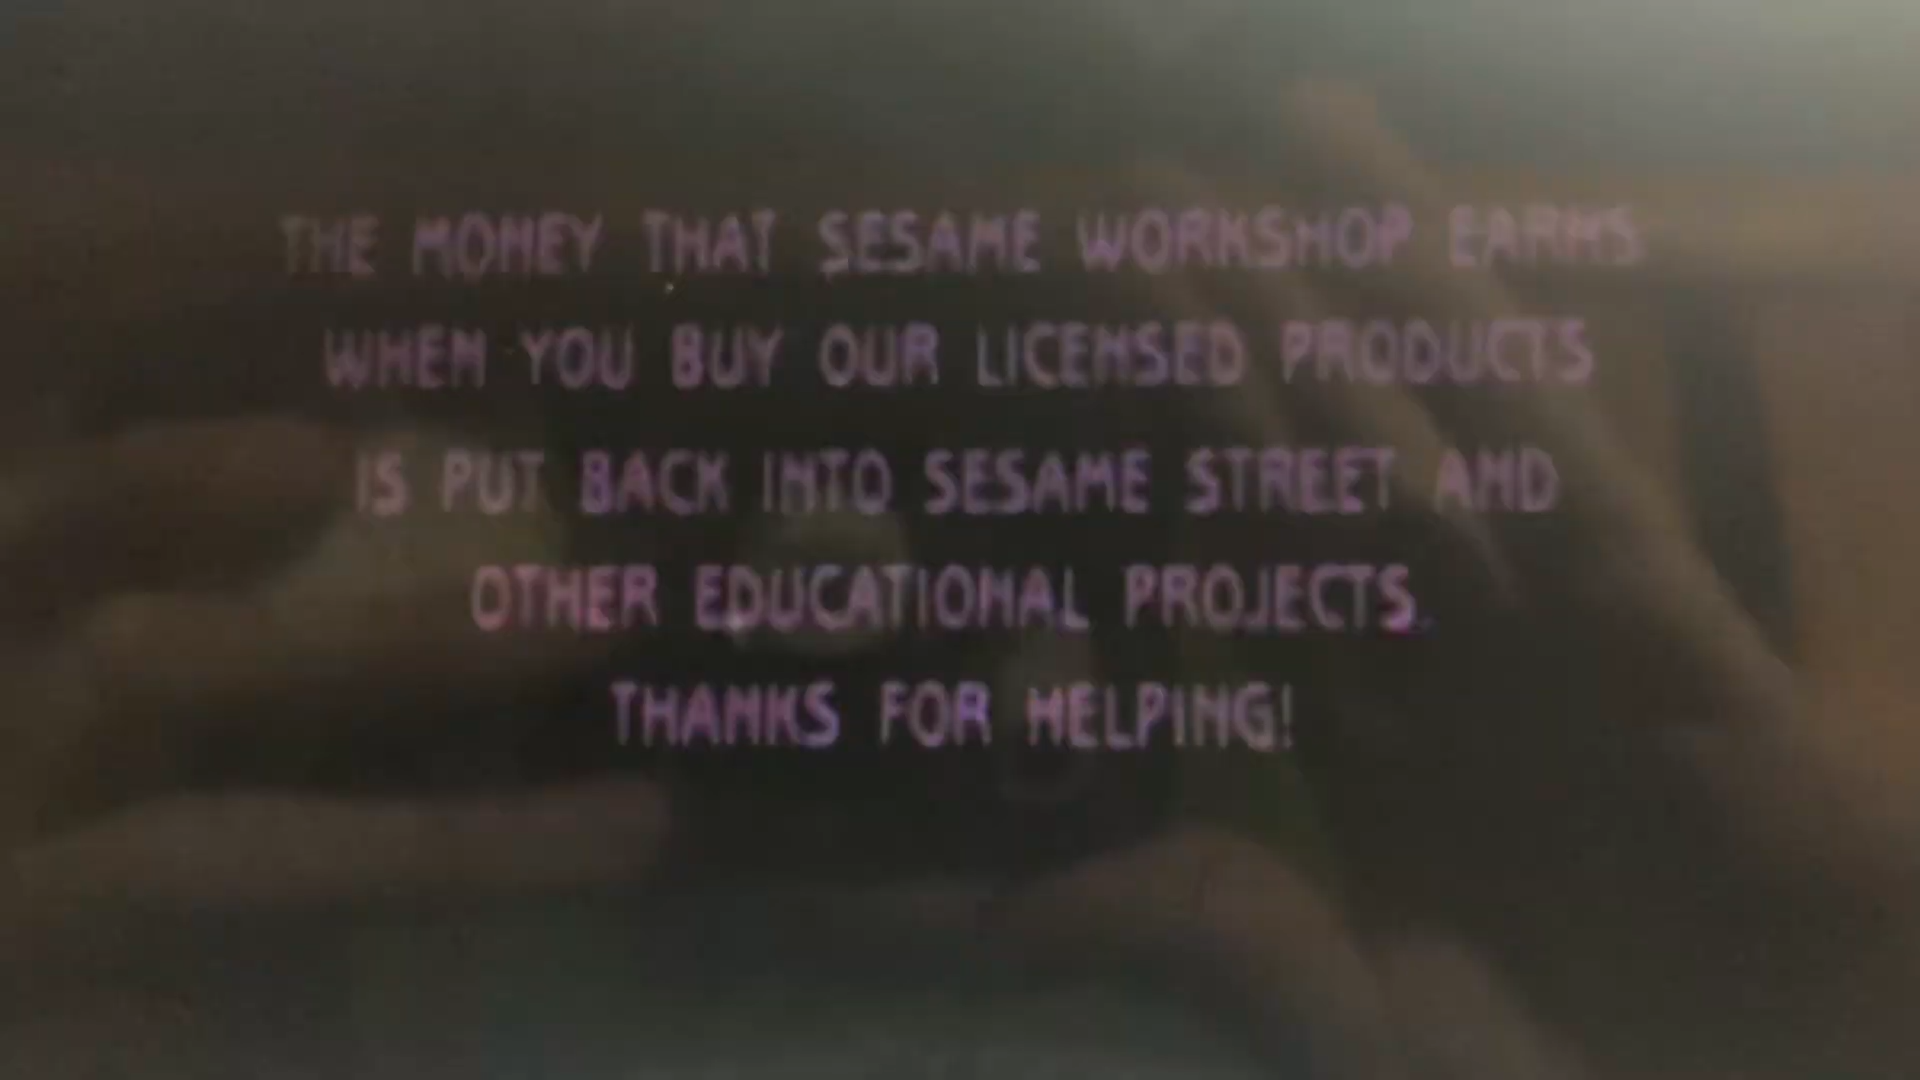 THE MONEY THAT SESAME WORKSHOP EARNS
WHEN YOU BUY OUR LICENSED PRODUCTS
IS PUT BACK INTO SESAME STREET AND
OTHER EDUCATIONAL PROJECTS.
THANKS FOR HELPING!